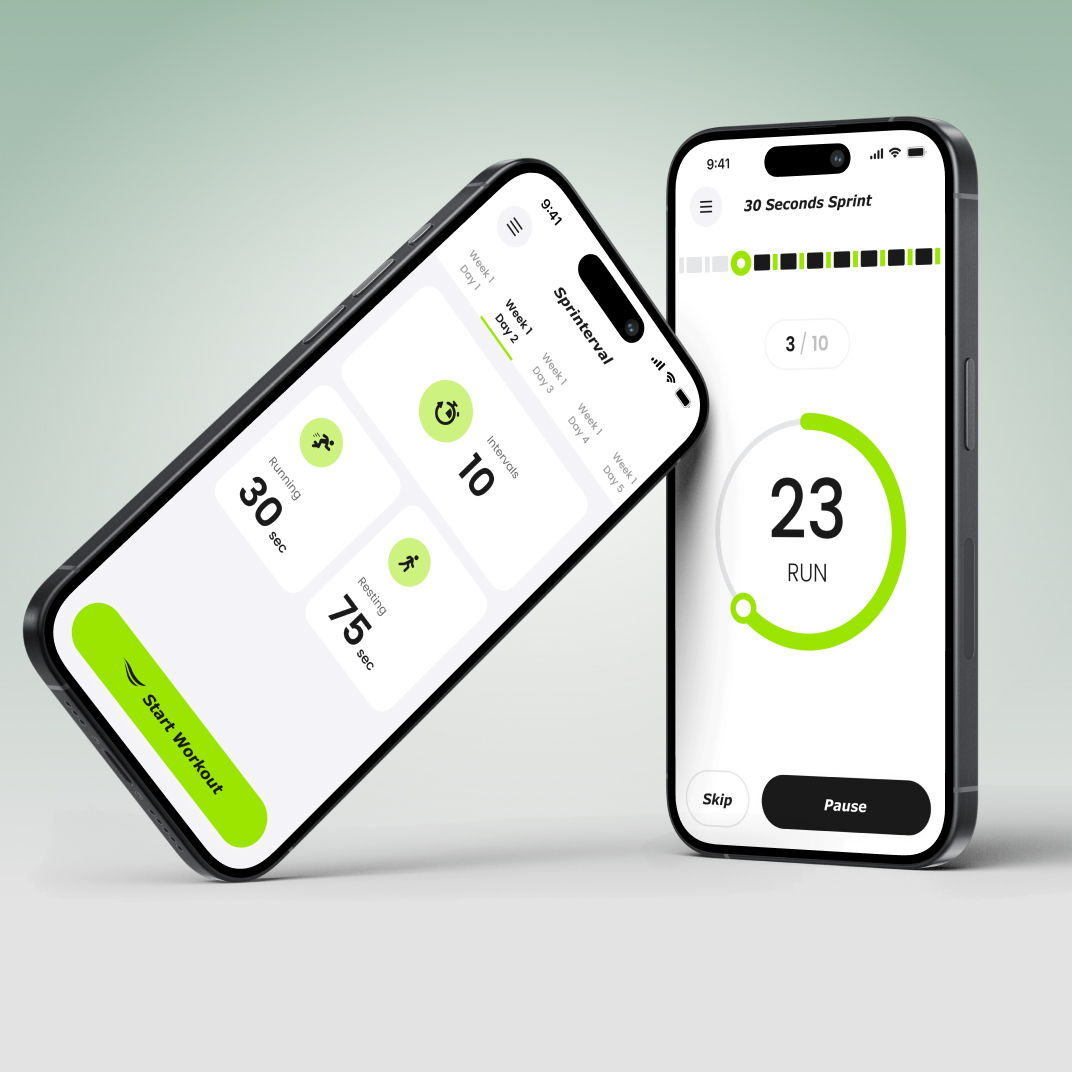 9:41
Sprinterval
Week 1
Day 1
Week 1
Day 2
Week 1
Day 3
Week 1
Day 4
Week 1
Day 5
Intervals
10
Running
30 sec
Resting
75 sec
Start Workout
9:41
30 Seconds Sprint
3 / 10
23
RUN
Skip
Pause